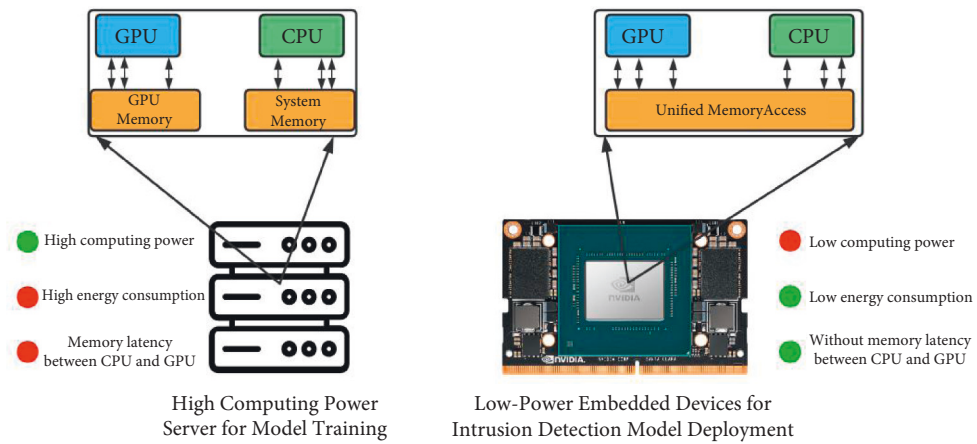 GPU
CPU
GPU
Memory
System
Memory
GPU
CPU
Unified MemoryAccess
High computing power
High energy consumption
Memory latency
between CPU and GPU
NVIDIA
NVIDIA.
Low computing power
Low energy consumption
Without memory latency
between CPU and GPU
High Computing Power
Server for Model Training
Low-Power Embedded Devices for
Intrusion Detection Model Deployment